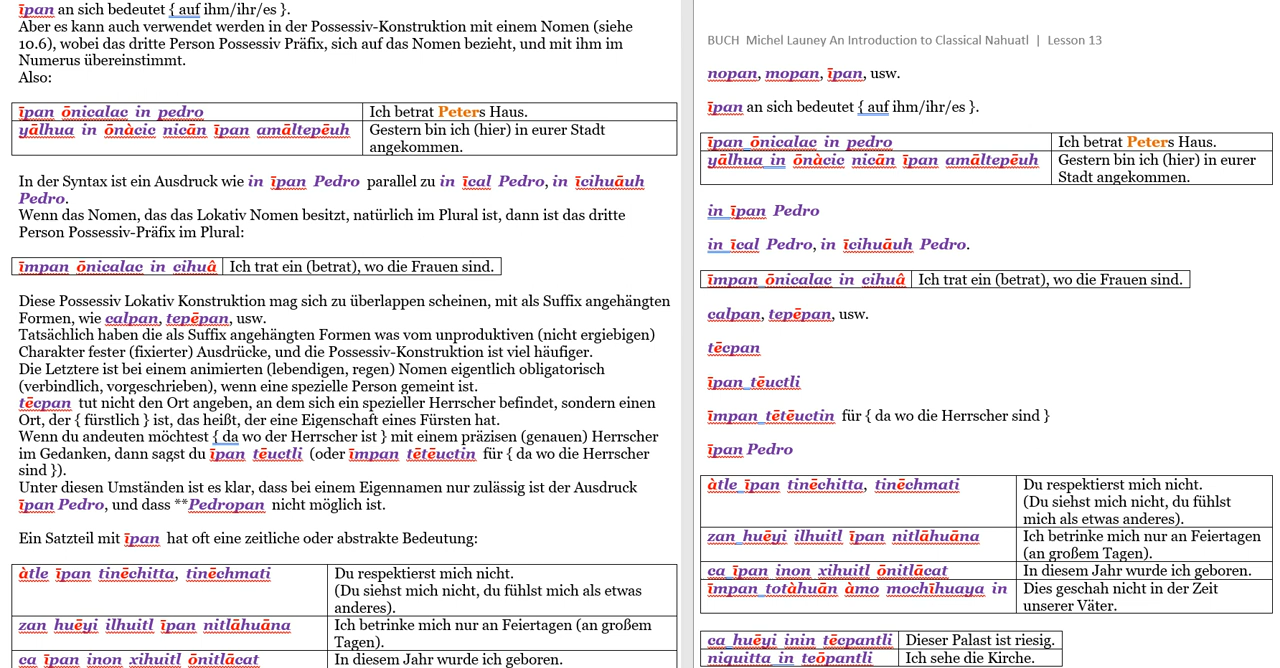 īpan an sich bedeutet { auf ihm/ihr/es }.
Aber es kann auch verwendet werden in der Possessiv-Konstruktion mit einem Nomen (siehe
10.6), wobei das dritte Person Possessiv Präfix, sich auf das Nomen bezieht, und mit ihm im
Numerus übereinstimmt.
Also:
īpan ōnicalac in pedro Ich betrat Peters Haus.
yālhua in ōnàcic nicān īpan amāltepēuh Gestern bin ich (hier) in eurer Stadt
angekommen.
In der Syntax ist ein Ausdruck wie in īpan Pedro parallel zu in īcal Pedro, in īcihuāuh
Pedro.
Wenn das Nomen, das das Lokativ Nomen besitzt, natürlich im Plural ist, dann ist das dritte
Person Possessiv-Präfix im Plural:
īmpan ōnicalac in cihuâ Ich trat ein (betrat), wo die Frauen sind.
Diese Possessiv Lokativ Konstruktion mag sich zu überlappen scheinen, mit als Suffix angehängten
Formen, wie calpan, tepēpan, usw.
Tatsächlich haben die als Suffix angehängten Formen was vom unproduktiven (nicht ergiebigen)
Charakter fester (fixierter) Ausdrücke, und die Possessiv-Konstruktion ist viel häufiger.
Die Letztere ist bei einem animierten (lebendigen, regen) Nomen eigentlich obligatorisch
(verbindlich, vorgeschrieben), wenn eine spezielle Person gemeint ist.
tēcpan tut nicht den Ort angeben, an dem sich ein spezieller Herrscher befindet, sondern einen
Ort, der { fürstlich } ist, das heißt, der eine Eigenschaft eines Fürsten hat.
Wenn du andeuten möchtest { da wo der Herrscher ist } mit einem präzisen (genauen) Herrscher
im Gedanken, dann sagst du īpan tēuctli (oder īmpan tētēuctin für { da wo die Herrscher
sind }).
Unter diesen Umständen ist es klar, dass bei einem Eigennamen nur zulässig ist der Ausdruck
īpan Pedro, und dass **Pedropan nicht möglich ist.
Ein Satzteil mit īpan hat oft eine zeitliche oder abstrakte Bedeutung:
àtle īpan tinēchitta, tinēchmati Du respektierst mich nicht.
(Du siehst mich nicht, du fühlst mich als etwas
anderes).
zan huēyi ilhuitl īpan nitlāhuāna Ich betrinke mich nur an Feiertagen (an großem
Tagen).
ca īpan inon xihuitl ōnitlācat In diesem Jahr wurde ich geboren.
BUCH Michel Launey An Introduction to Classical Nahuatl | Lesson 13
nopan, mopan, īpan, usw.
īpan an sich bedeutet { auf ihm/ihr/es }.
īpan ōnicalac in pedro Ich betrat Peters Haus.
yālhua in ōnàcic nicān īpan amāltepēuh Gestern bin ich (hier) in eurer
Stadt angekommen.
in īpan Pedro
in īcal Pedro, in īcihuāuh Pedro.
īmpan ōnicalac in cihuâ Ich trat ein (betrat), wo die Frauen sind.
calpan, tepēpan, usw.
tēcpan
īpan tēuctli
īmpan tētēuctin für { da wo die Herrscher sind }
īpan Pedro
àtle īpan tinēchitta, tinēchmati Du respektierst mich nicht.
(Du siehst mich nicht, du fühlst
mich als etwas anderes).
zan huēyi ilhuitl īpan nitlāhuāna Ich betrinke mich nur an Feiertagen
(an großem Tagen).
ca īpan inon xihuitl ōnitlācat In diesem Jahr wurde ich geboren.
īmpan totàhuān àmo mochīhuaya in Dies geschah nicht in der Zeit
unserer Väter.
ca huēyi inin tēcpantli Dieser Palast ist riesig.
niquitta in teōpantli Ich sehe die Kirche.